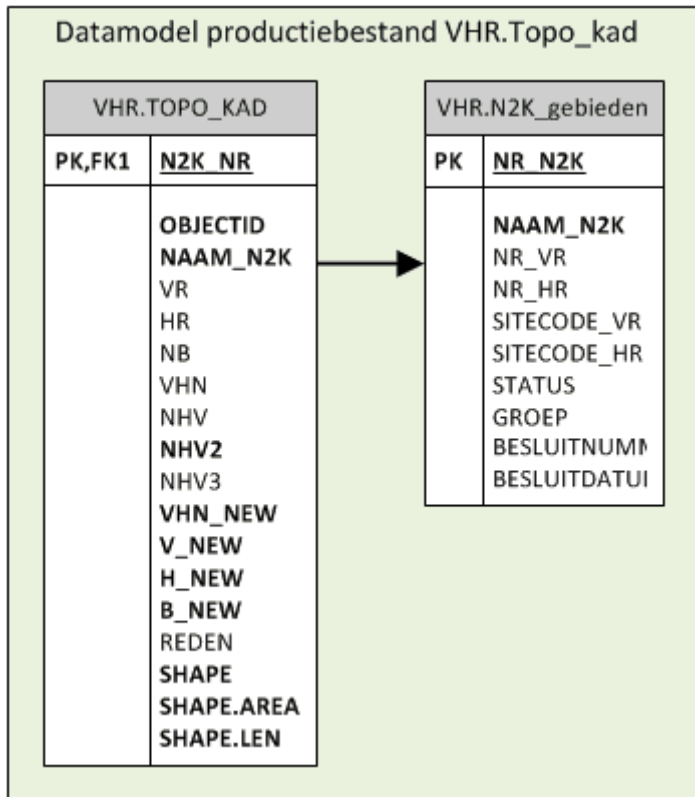 Datamodel productiebestand VHR.Topo_kad
VHR.TOPO_KAD
PK,FK1 N2K_NR
OBJECTID
NAAM_N2K
VR
HR
NB
VHN
NHV
NHV2
NHV3
VHN_NEW
V_NEW
H_NEW
B_NEW
REDEN
SHAPE
SHAPE.AREA
SHAPE.LEN
VHR.N2K_gebieden
PK NR_N2K
NAAM_N2K
NR_VR
NR_HR
SITECODE_VR
SITECODE_HR
STATUS
GROEP